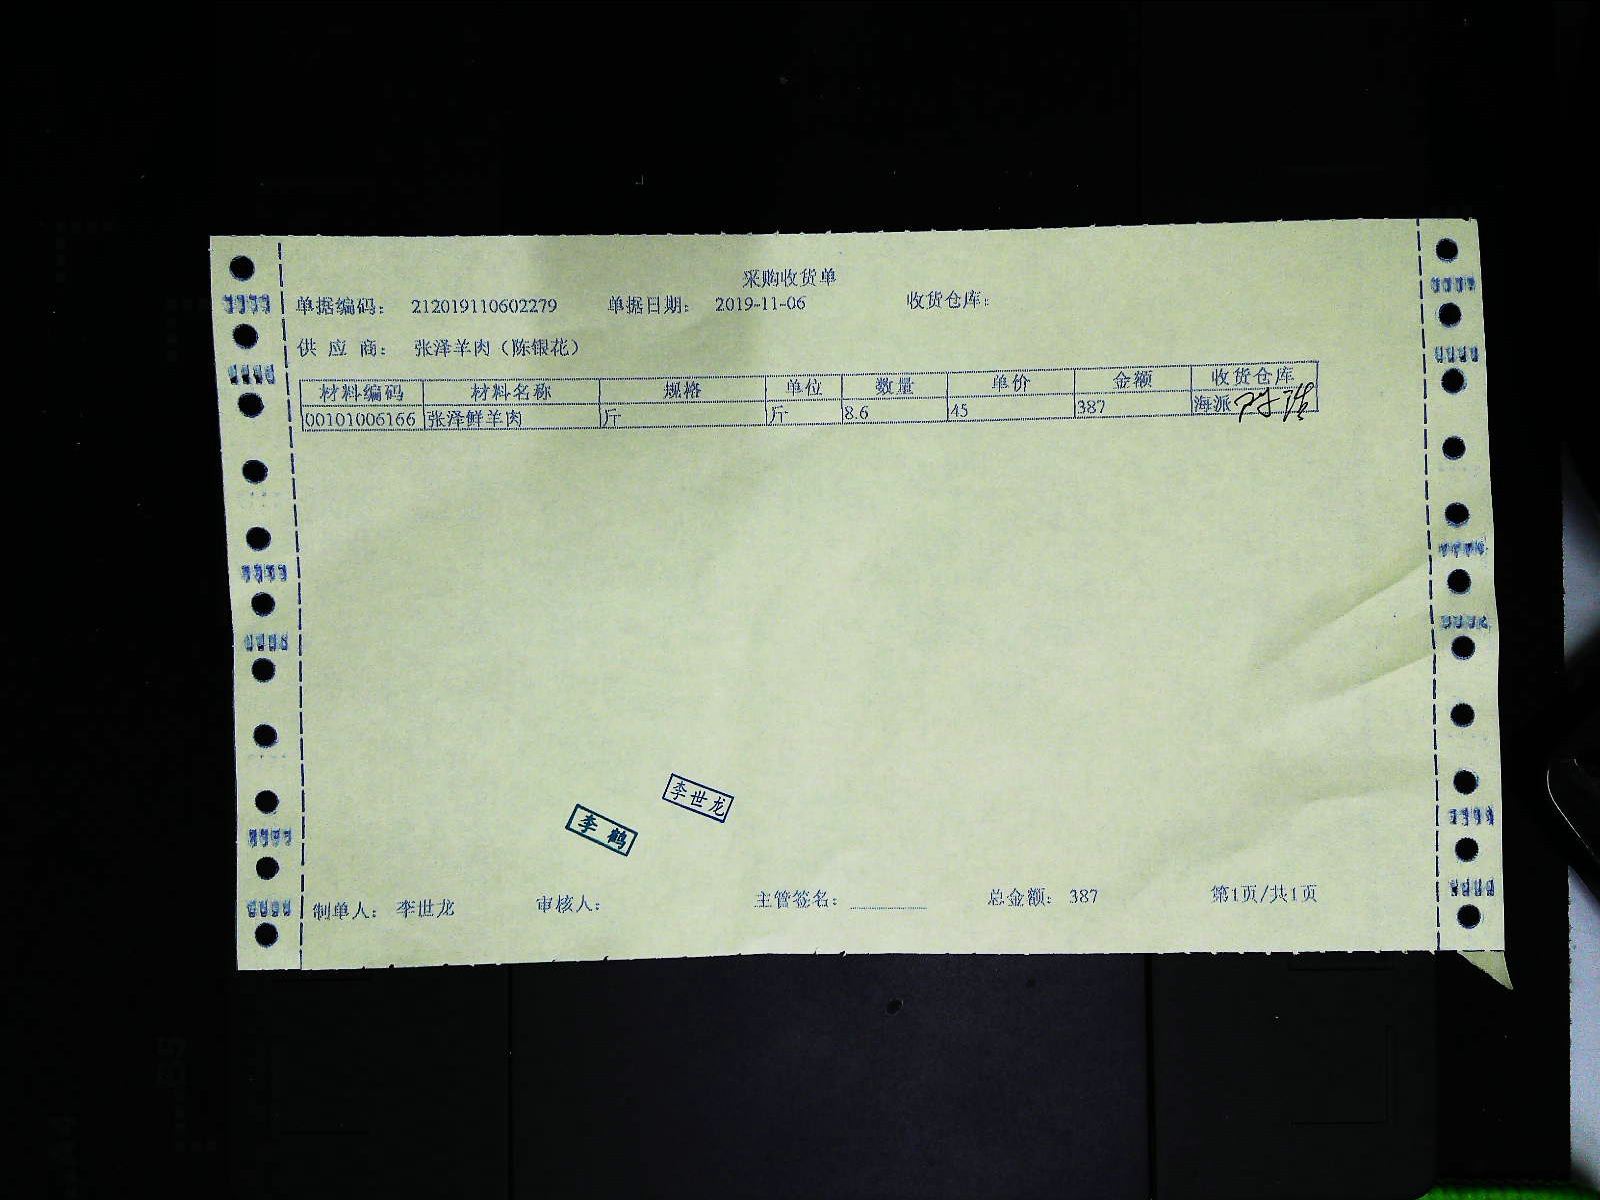 采购收货单
单据编码： 212019110602279 单据日期： 2019-11-06 收货仓库：
供 应 商： 张泽羊肉（陈银花）
材料编码 材料名称 规格 单位 数量 单价 金额 收货仓库
00101006166 张泽鲜羊肉 斤 斤 8.6 45 387 海派
李世龙
李鹤
制单人： 李世龙 审核人： 主管签名： 总金额： 387 第1页/共1页